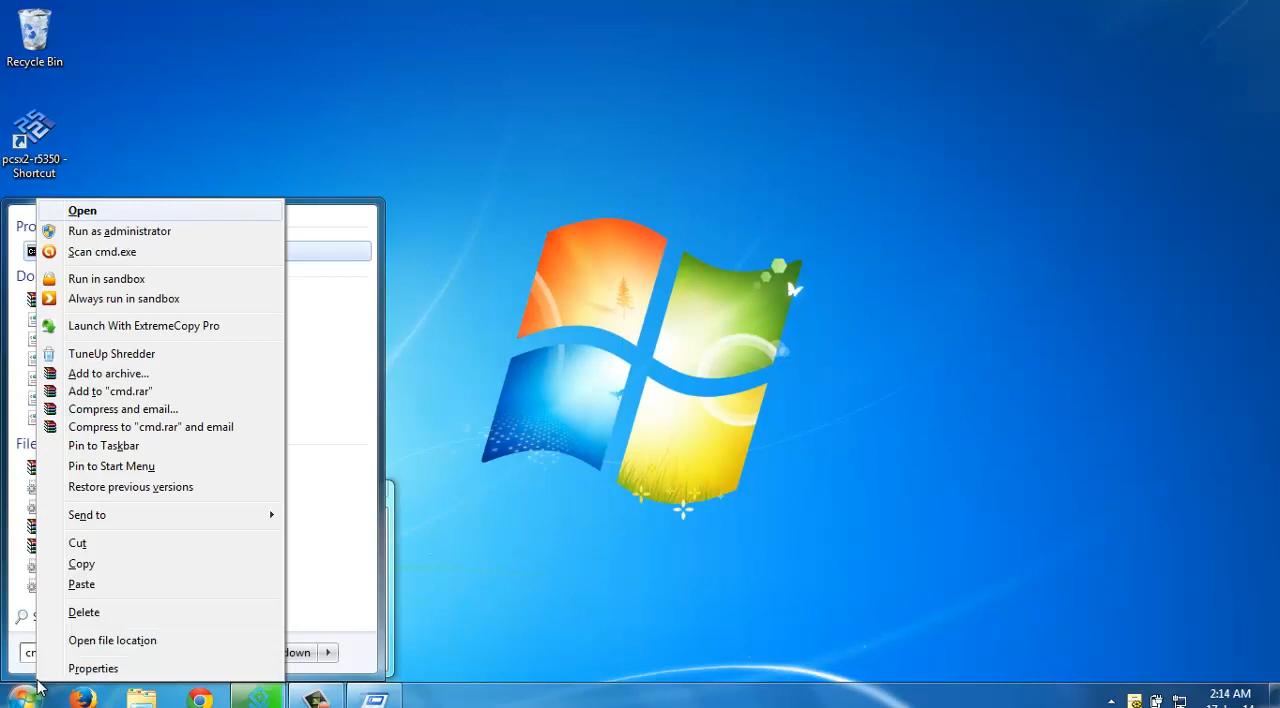 Recycle Bin
pcsx2-r5350 -
Shortcut
Pro
Do
File
Open
Run as administrator
Scan cmd.exe
Run in sandbox
Always run in sandbox
Launch With ExtremeCopy Pro
TuneUp Shredder
Add to archive...
Add to "cmd.rar"
Compress and email...
Compress to "cmd.rar" and email
Pin to Taskbar
Pin to Start Menu
Restore previous versions
Send to
Cut
Copy
Paste
Delete
Open file location
Properties
down
2:14 AM